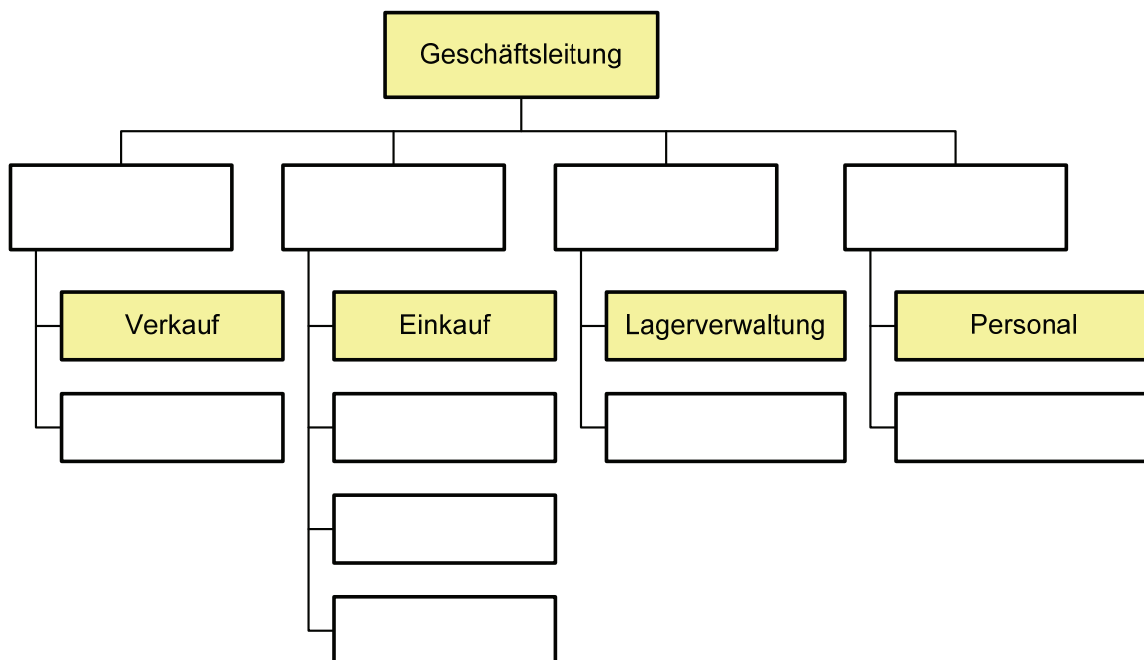 Geschäftsleitung
Verkauf
Einkauf
Lagerverwaltung
Personal